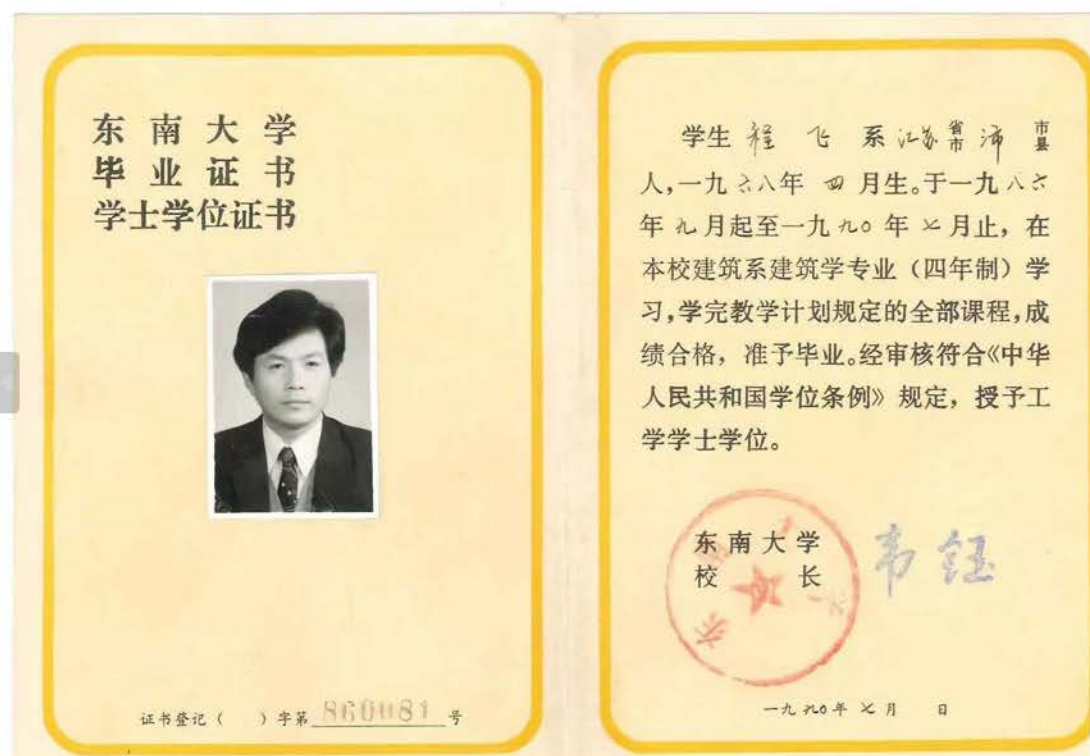 东南大学
毕业证书
学士学位证书
证书登记（ ）字第860081号
学生 程飞 系江苏省市沛市县
人，一九六八年 四月生。于一九八六
年九月起至一九九〇年七月止，在
本校建筑系建筑学专业（四年制）学
习，学完教学计划规定的全部课程，成
绩合格，准予毕业。经审核符合《中华
人民共和国学位条例》规定，授予工
学学士学位。
东南大学
校长 韦钰
一九九〇年七月 日